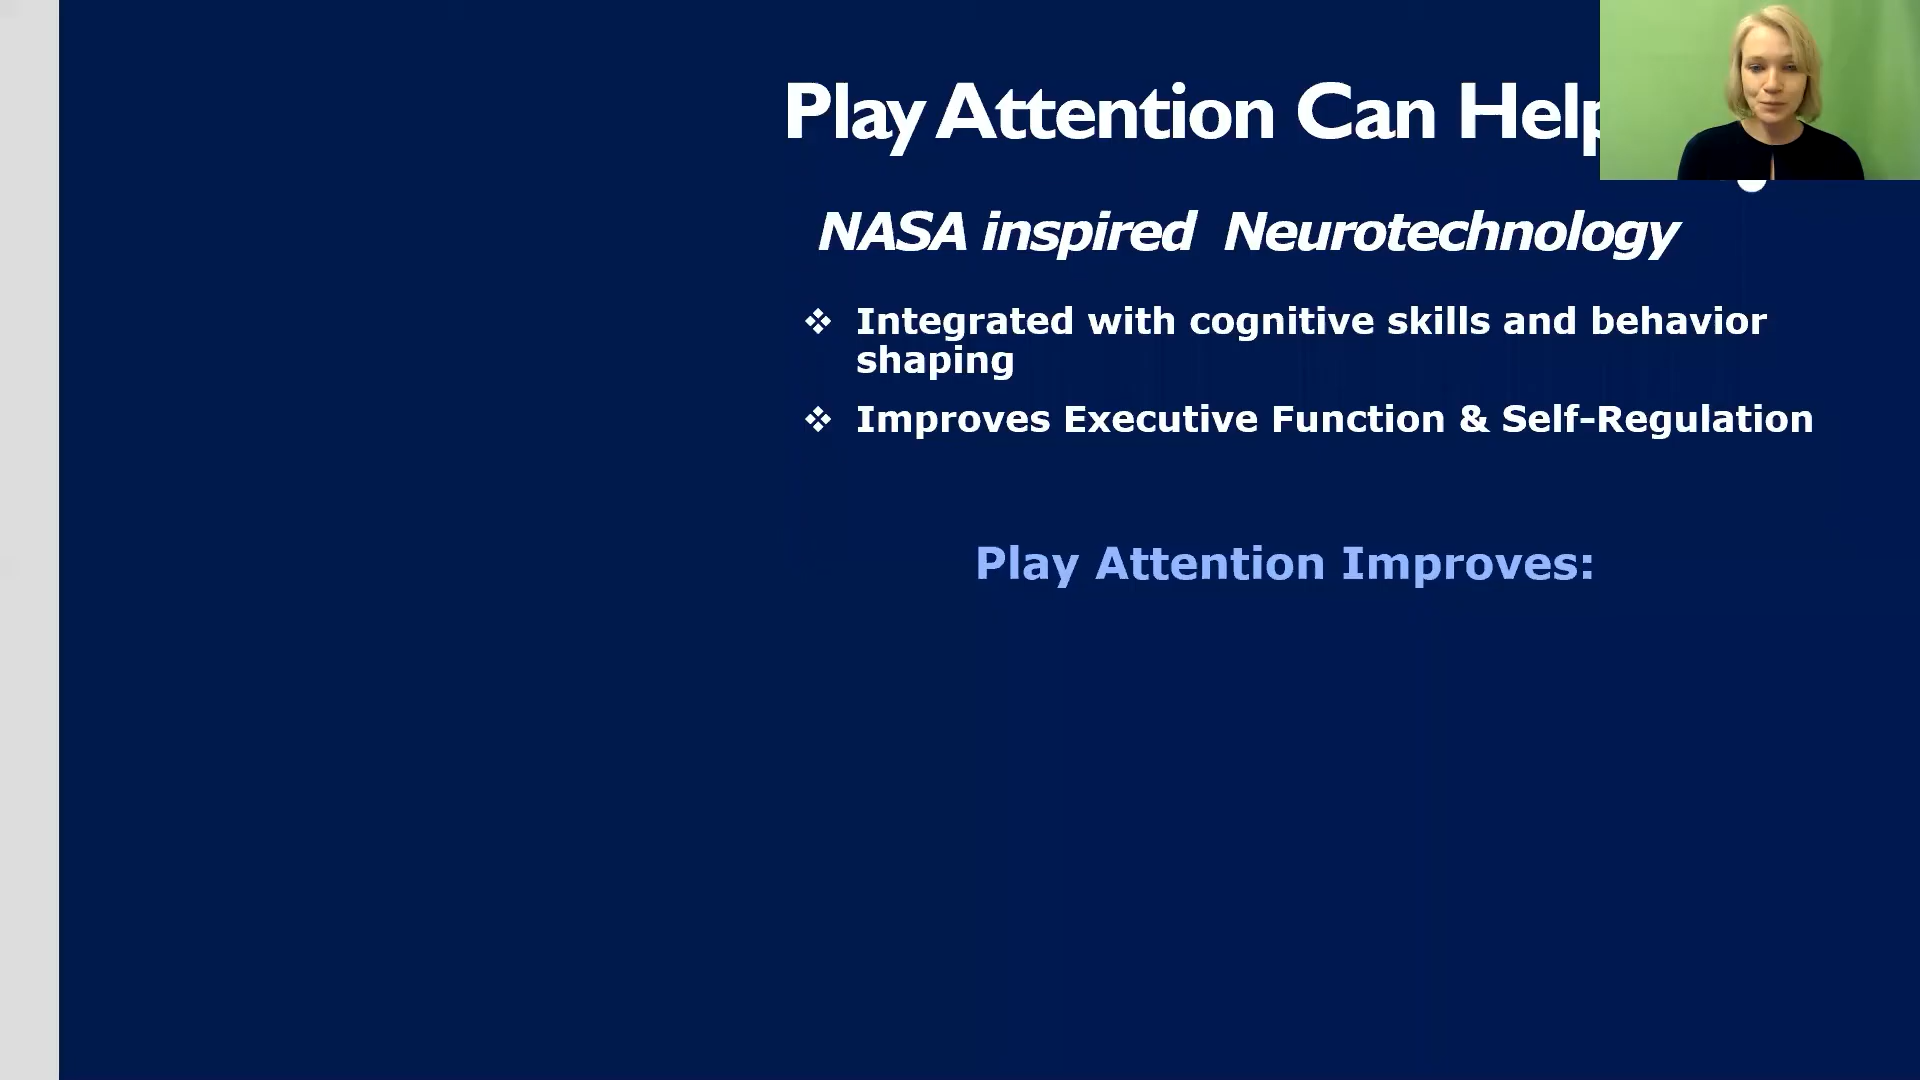 Play Attention Can Help
NASA inspired Neurotechnology
❖ Integrated with cognitive skills and behavior
shaping
❖ Improves Executive Function & Self-Regulation
Play Attention Improves: